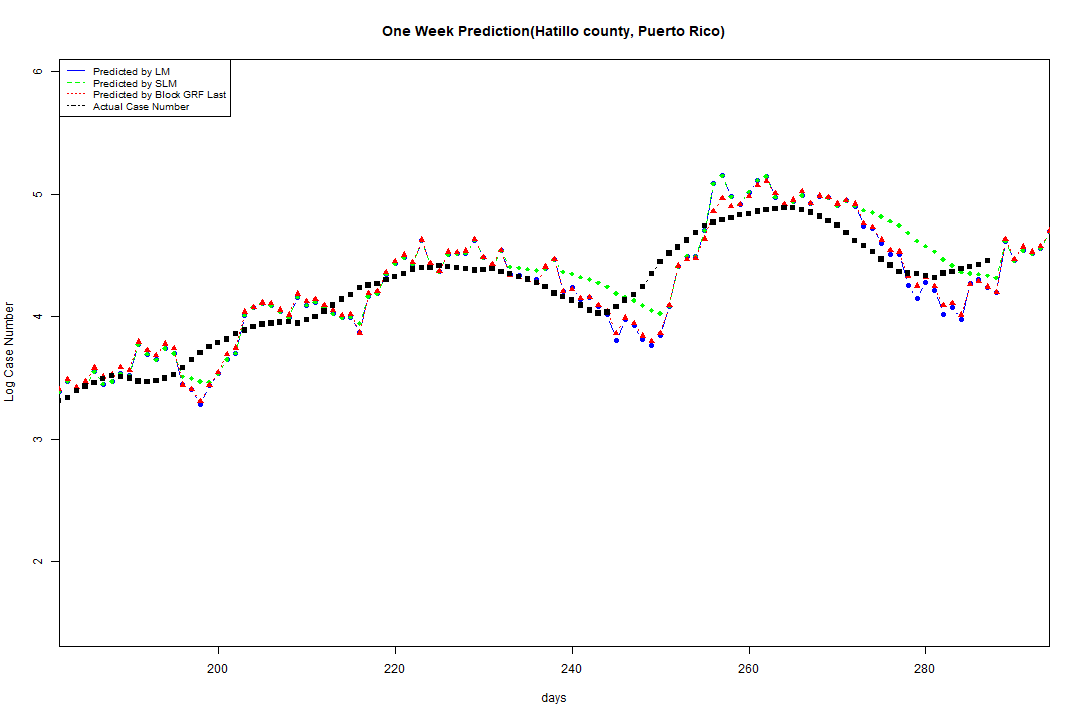 One Week Prediction(Hatillo county, Puerto Rico)
Predicted by LM
Predicted by SLM
Predicted by Block GRF Last
Actual Case Number
6
5
4
3
2
Log Case Number
200 220 240 260 280
days